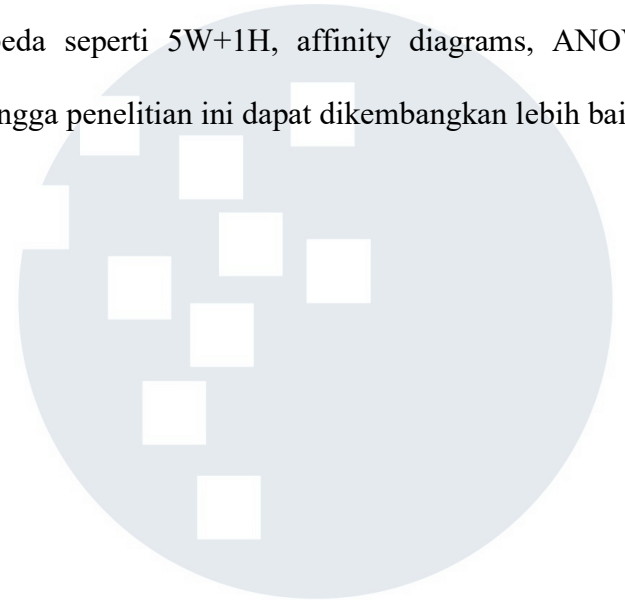 eda seperti 5W+1H, affinity diagrams, ANO
ngga penelitian ini dapat dikembangkan lebih bai